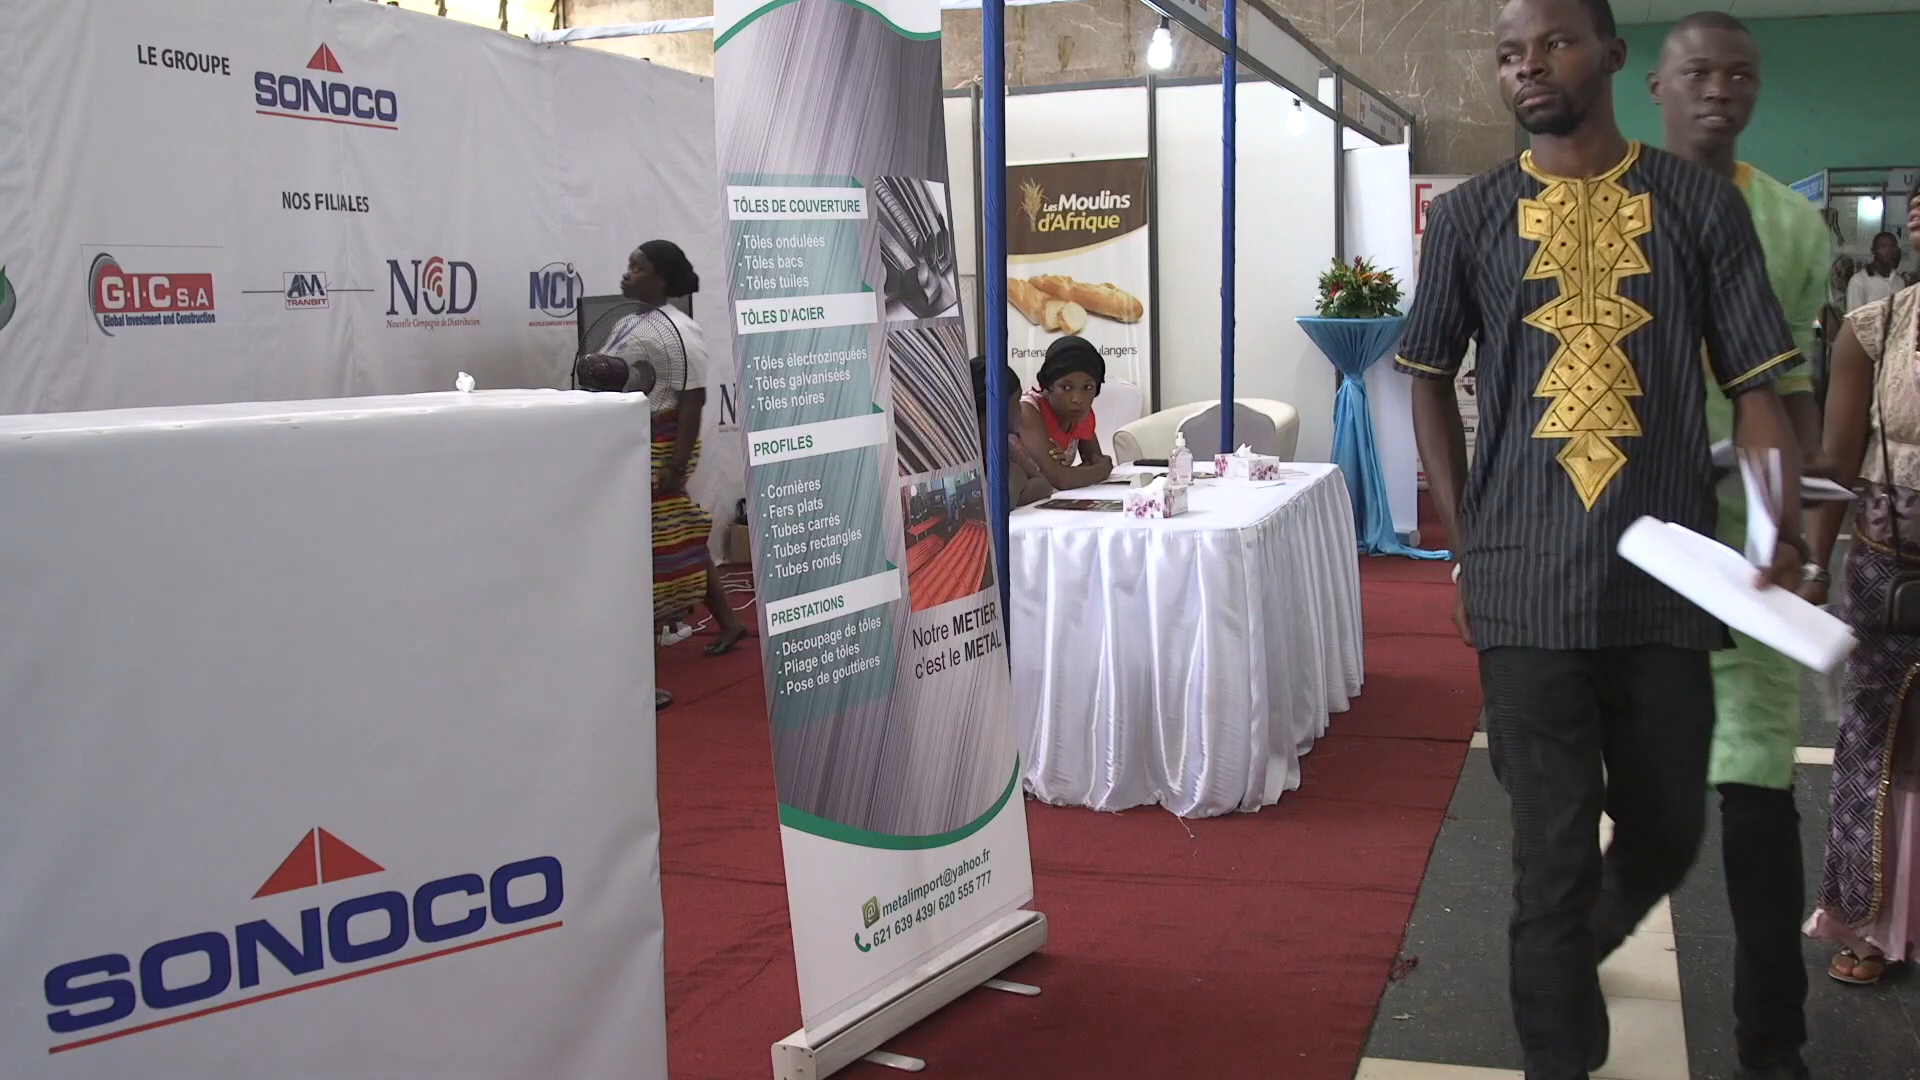 LE GROUPE
SONOCO
NOS FILIALES
G·I·C S.A
Global Investment and Construction
AM
TRANSIT
NCD
Nouvelle Compagnie de Distribution
NCI
SONOCO
TÔLES DE COUVERTURE
- Tôles ondulées
- Tôles bacs
- Tôles tuiles
TÔLES D'ACIER
- Tôles électrozinguées
- Tôles galvanisées
- Tôles noires
PROFILES
- Cornières
- Fers plats
- Tubes carrés
- Tubes rectangles
- Tubes ronds
PRESTATIONS
- Découpage de tôles
- Pliage de tôles
- Pose de gouttières
Notre METIER,
c'est le METAL
metalimport@yahoo.fr
621 639 439/ 620 555 777
Les Moulins
d'Afrique